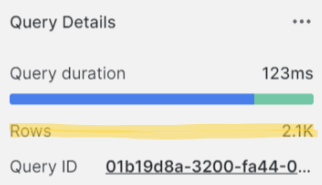 Query Details ...
Query duration 123ms
Rows 2.1K
Query ID 01b19d8a-3200-fa44-0...